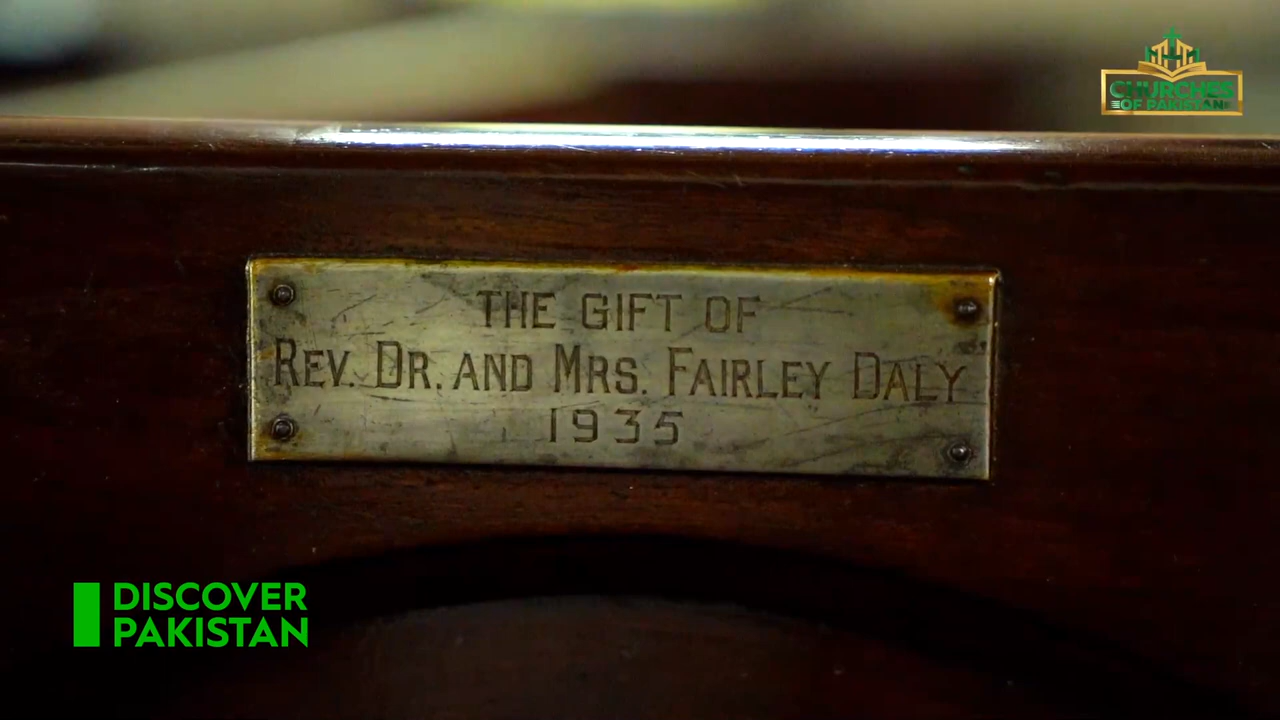 CHURCHES
OF PAKISTAN
THE GIFT OF
REV. DR. AND MRS. FAIRLEY DALY
1935
DISCOVER
PAKISTAN